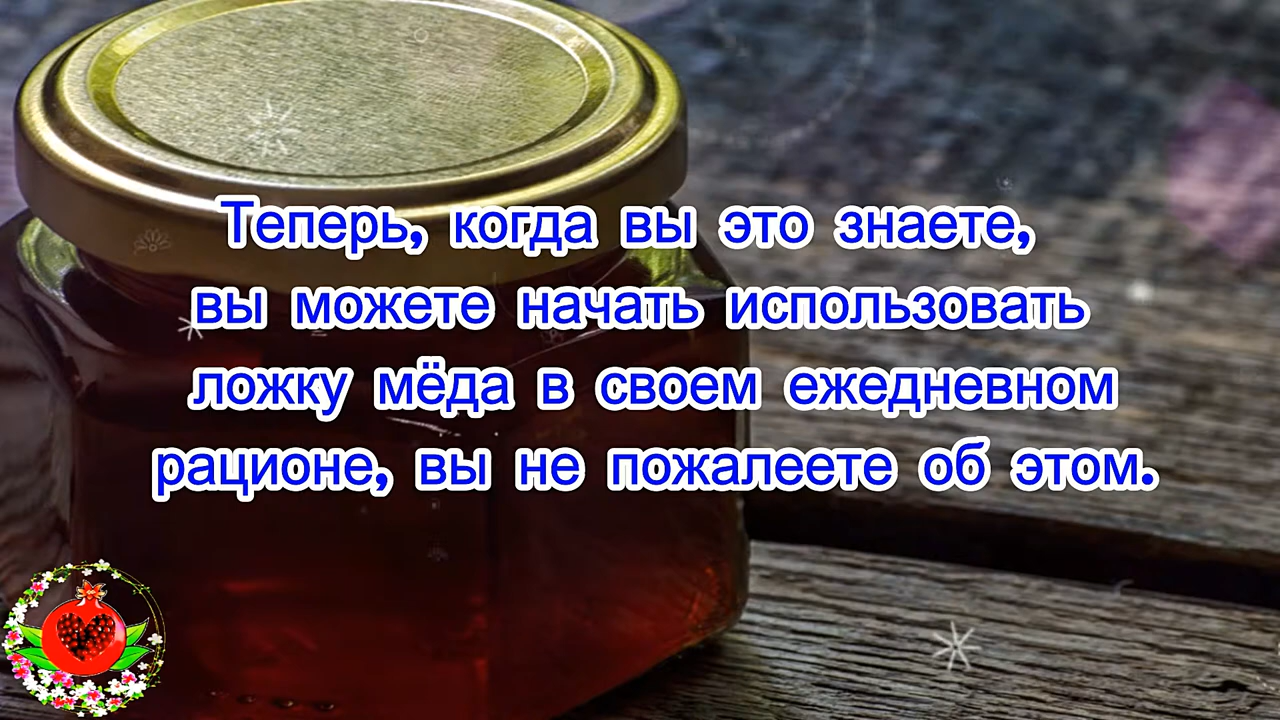 Теперь, когда вы это знаете,
вы можете начать использовать
ложку мёда в своем ежедневном
рационе, вы не пожалеете об этом.